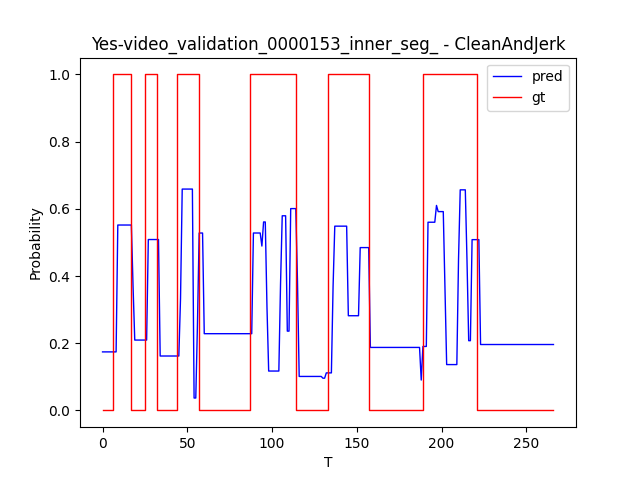 Yes-video_validation_0000153_inner_seg_ - CleanAndJerk
pred
gt
1.0
0.8
0.6
0.4
0.2
0.0
Probability
0
50
100
150
200
250
T